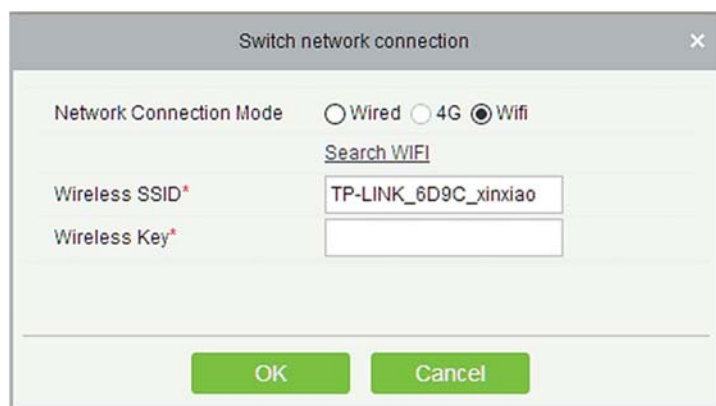 Switch network connection
Network Connection Mode Wired 4G Wifi
Search WIFI
Wireless SSID* TP-LINK_6D9C_xinxiao
Wireless Key*
OK Cancel